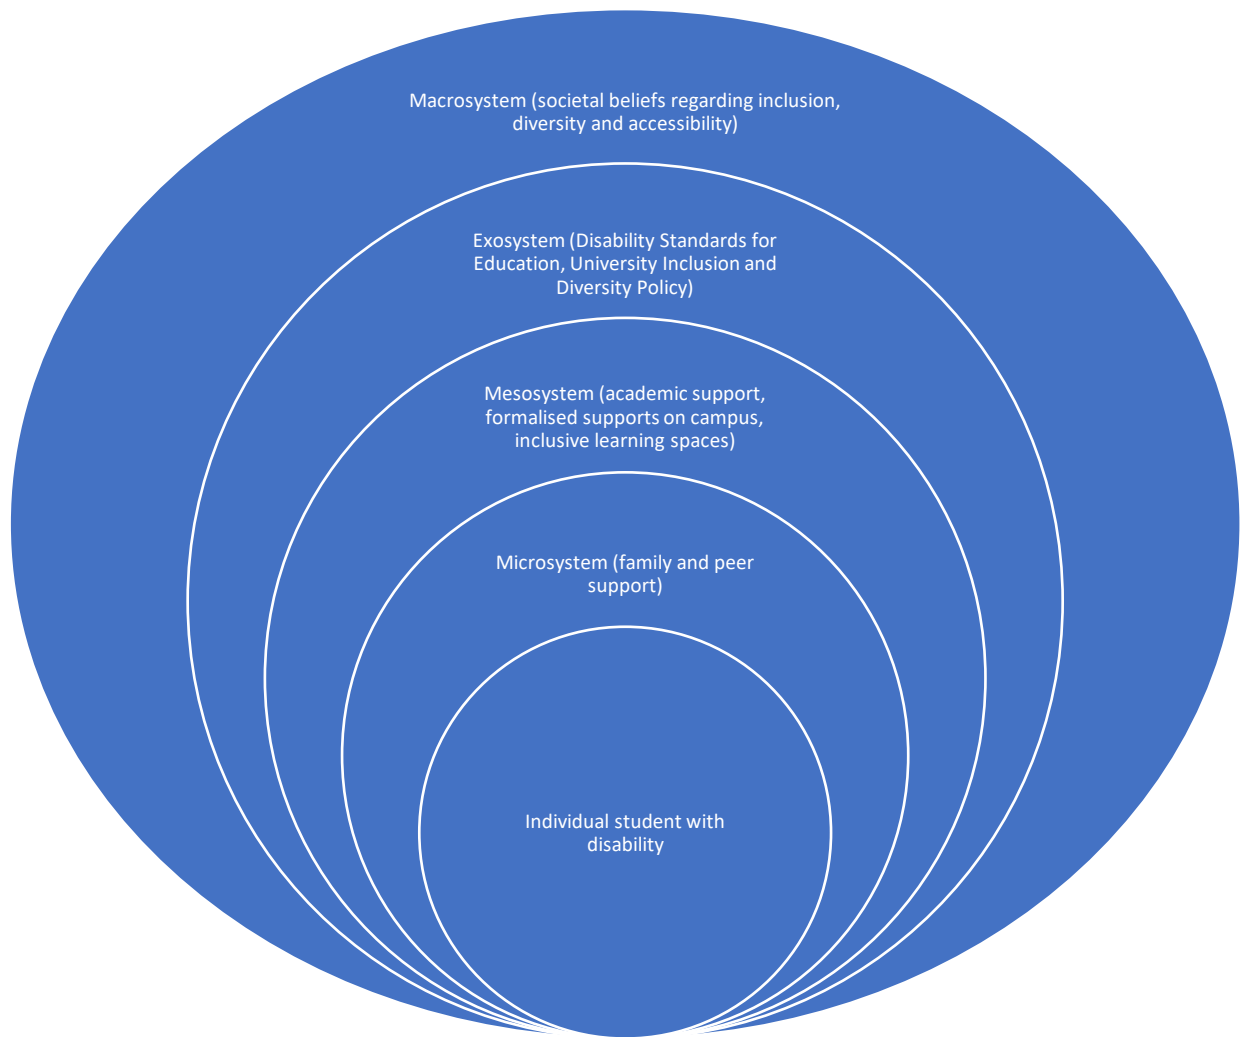 Macrosystem (societal beliefs regarding inclusion,
diversity and accessibility)
Exosystem (Disability Standards for
Education, University Inclusion and
Diversity Policy)
Mesosystem (academic support,
formalised supports on campus,
inclusive learning spaces)
Microsystem (family and peer
support)
Individual student with
disability